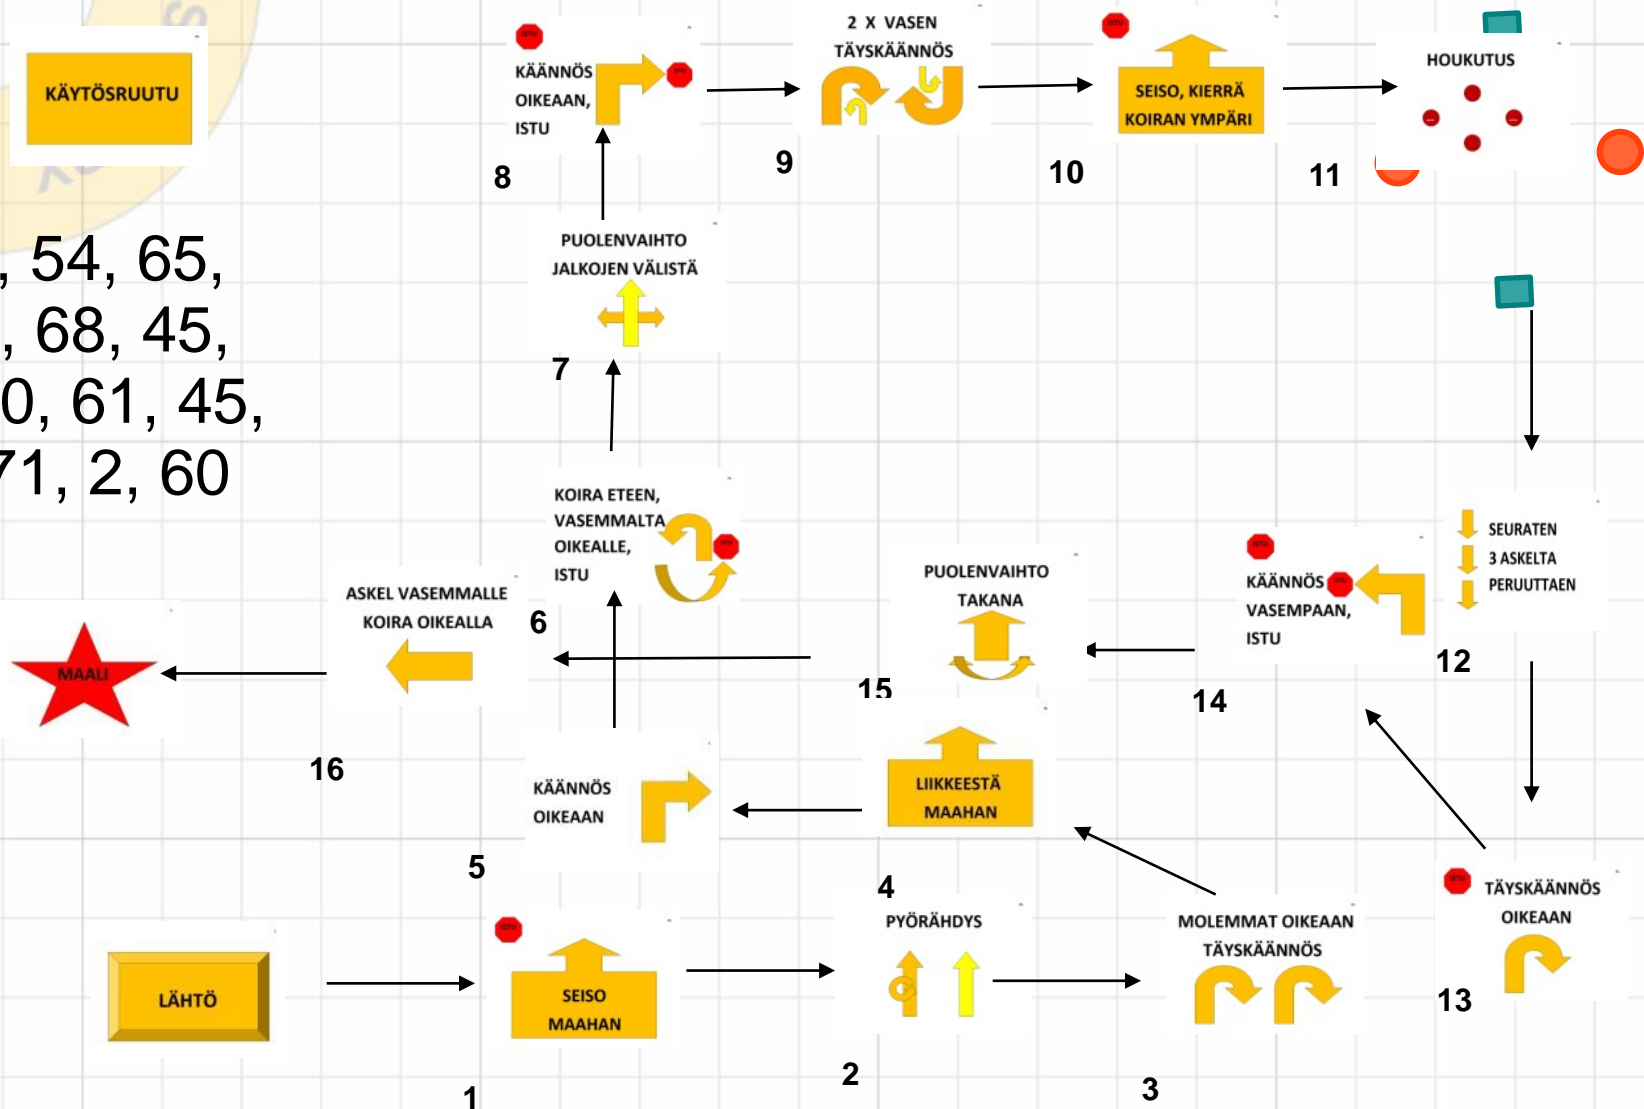 KÄYTÖSRUUTU
, 54, 65,
, 68, 45,
0, 61, 45,
71, 2, 60
ISTU
KÄÄNNÖS
OIKEAAN,
ISTU
8
2 X VASEN
TÄYSKÄÄNNÖS
9
SEISO, KIERRÄ
KOIRAN YMPÄRI
10
HOUKUTUS
11
PUOLENVAIHTO
JALKOJEN VÄLISTÄ
7
KOIRA ETEEN,
VASEMMALTA
OIKEALLE,
ISTU
6
SEURATEN
3 ASKELTA
PERUUTTAEN
12
KÄÄNNÖS
VASEMPAAN,
ISTU
14
PUOLENVAIHTO
TAKANA
15
ASKEL VASEMMALLE
KOIRA OIKEALLA
16
MAALI
LIIKKEESTÄ
MAAHAN
4
KÄÄNNÖS
OIKEAAN
5
LÄHTÖ
SEISO
MAAHAN
1
PYÖRÄHDYS
2
MOLEMMAT OIKEAAN
TÄYSKÄÄNNÖS
3
TÄYSKÄÄNNÖS
OIKEAAN
13